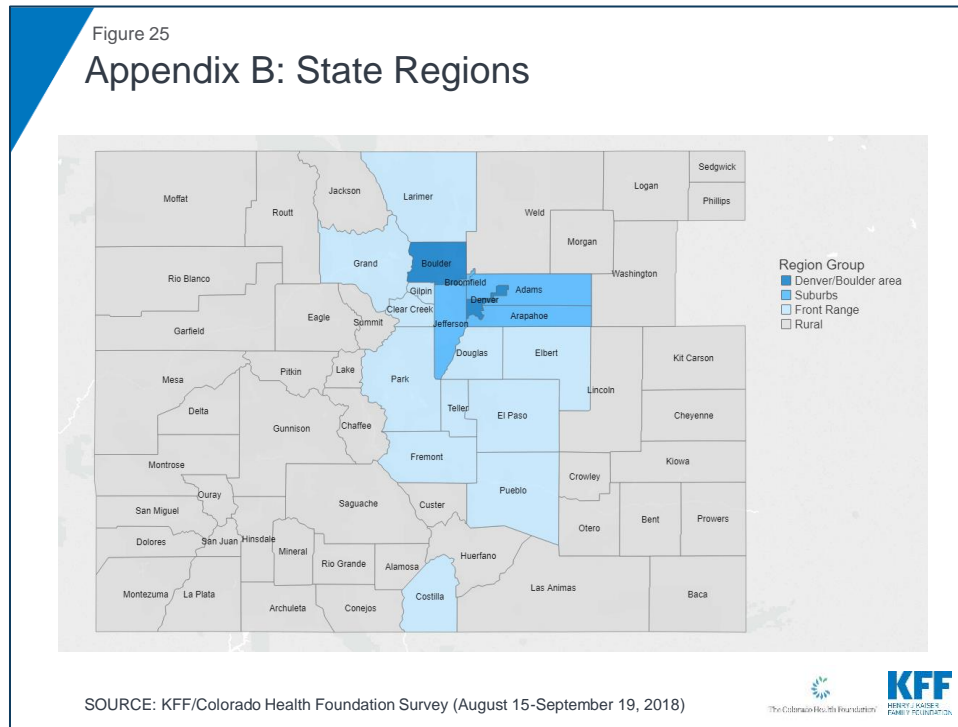 Figure 25
Appendix B: State Regions
Sedgwick
Jackson
Larimer
Logan
Moffat
Phillips
Routt
Weld
Morgan
Grand
Boulder
Washington
Rio Blanco
Broomfield
Gilpin
Adams
Denver
Clear Creek
Eagle
Arapahoe
Summit
Jefferson
Garfield
Douglas
Elbert
Kit Carson
Pitkin
Lake
Mesa
Park
Lincoln
Teller
Delta
El Paso
Cheyenne
Gunnison
Chaffee
Fremont
Kiowa
Montrose
Crowley
Pueblo
Ouray
Saguache
Custer
San Miguel
Bent
Prowers
Otero
Dolores
San Juan
Hinsdale
Mineral
Huerfano
Rio Grande
Alamosa
Las Animas
Montezuma
La Plata
Costilla
Baca
Archuleta
Conejos
Region Group
Denver/Boulder area
Suburbs
Front Range
Rural
SOURCE: KFF/Colorado Health Foundation Survey (August 15-September 19, 2018)
The Colorado Health Foundation
KFF
HENRY J KAISER
FAMILY FOUNDATION